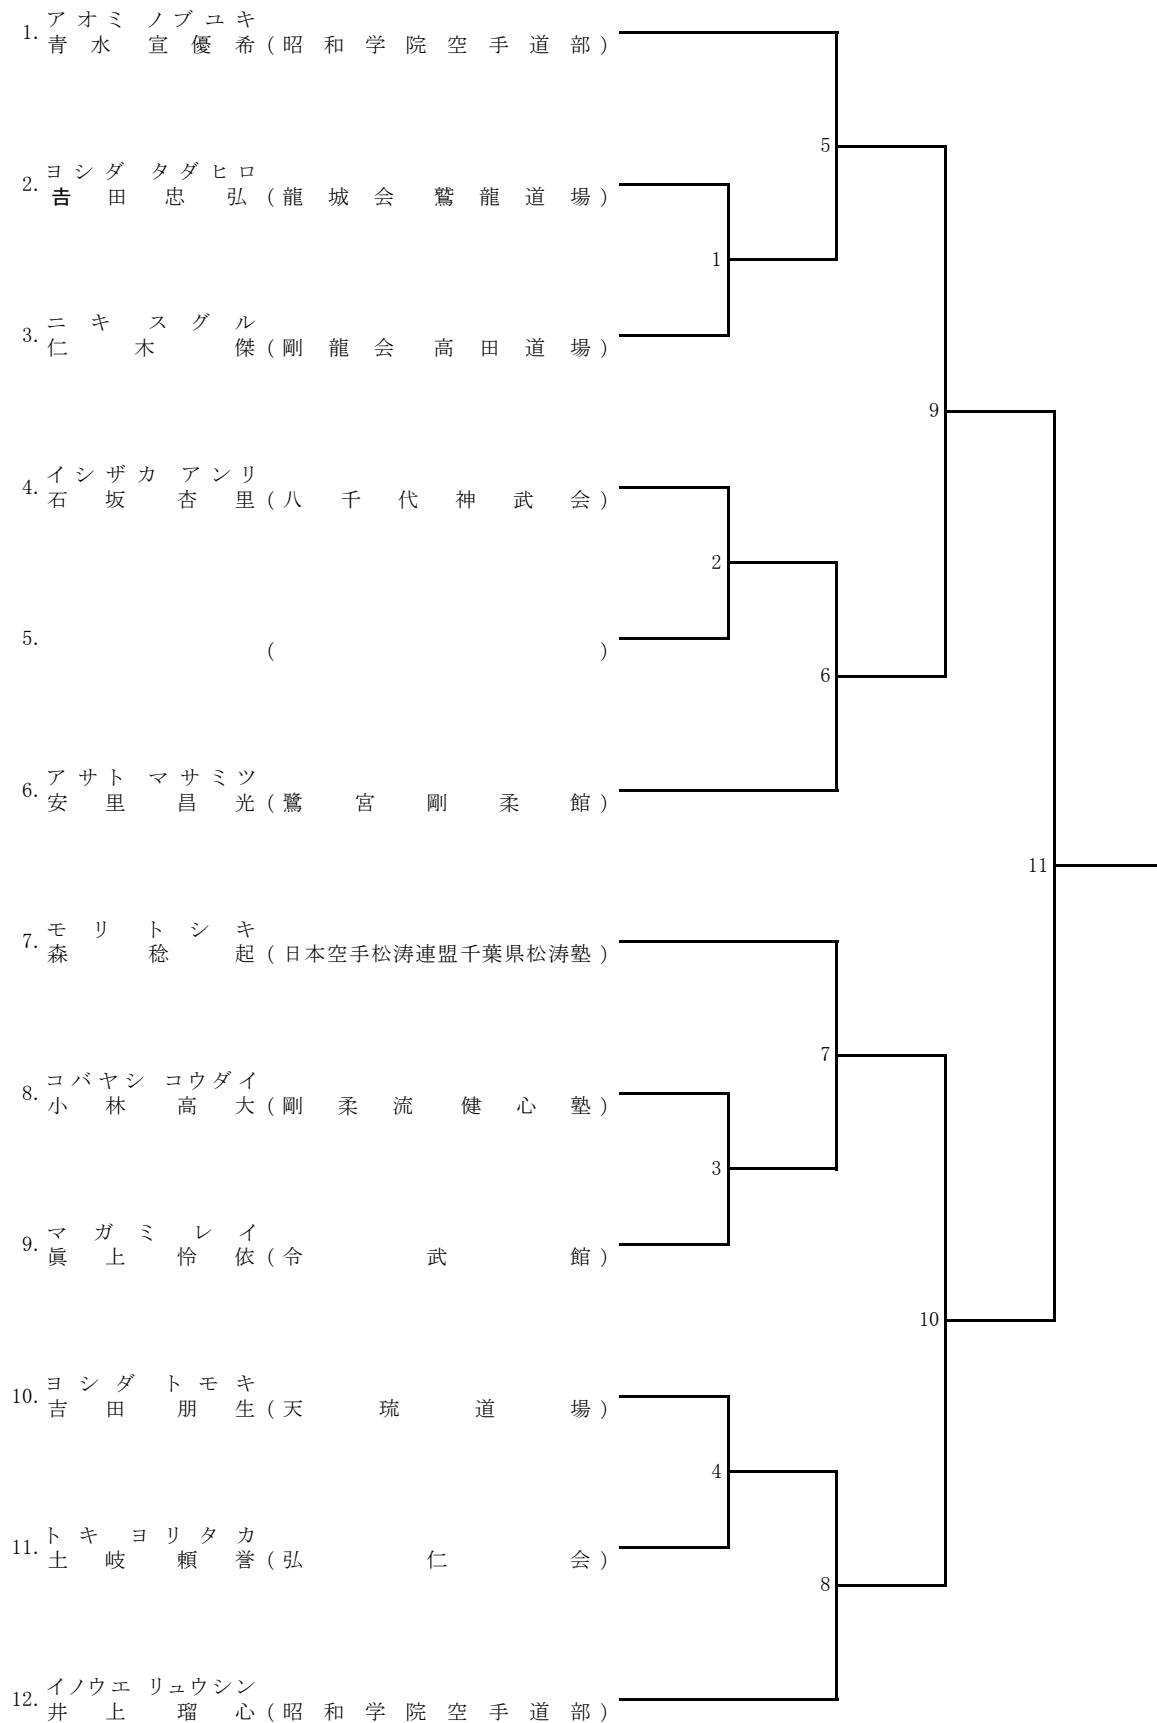 アオミ ノブユキ
1. 青水 宣優希 (昭和学院空手道部)
5
ヨシダ タダヒロ
2. 𠮷田 忠弘 (龍城会 鷲龍道場)
1
ニキ スグル
3. 仁木 傑 (剛龍会 高田道場)
9
イシザカ アンリ
4. 石坂 杏里 (八千代神武会)
2
5. ( )
6
アサト マサミツ
6. 安里 昌光 (鷺宮剛柔館)
11
モリ トシキ
7. 森 稔起 (日本空手松涛連盟千葉県松涛塾)
7
コバヤシ コウダイ
8. 小林 高大 (剛柔流 健心塾)
3
マガミ レイ
9. 眞上 怜依 (令武館)
10
ヨシダ トモキ
10. 吉田 朋生 (天琉道場)
4
トキ ヨリタカ
11. 土岐 頼誉 (弘仁会)
8
イノウエ リュウシン
12. 井上 瑠心 (昭和学院空手道部)